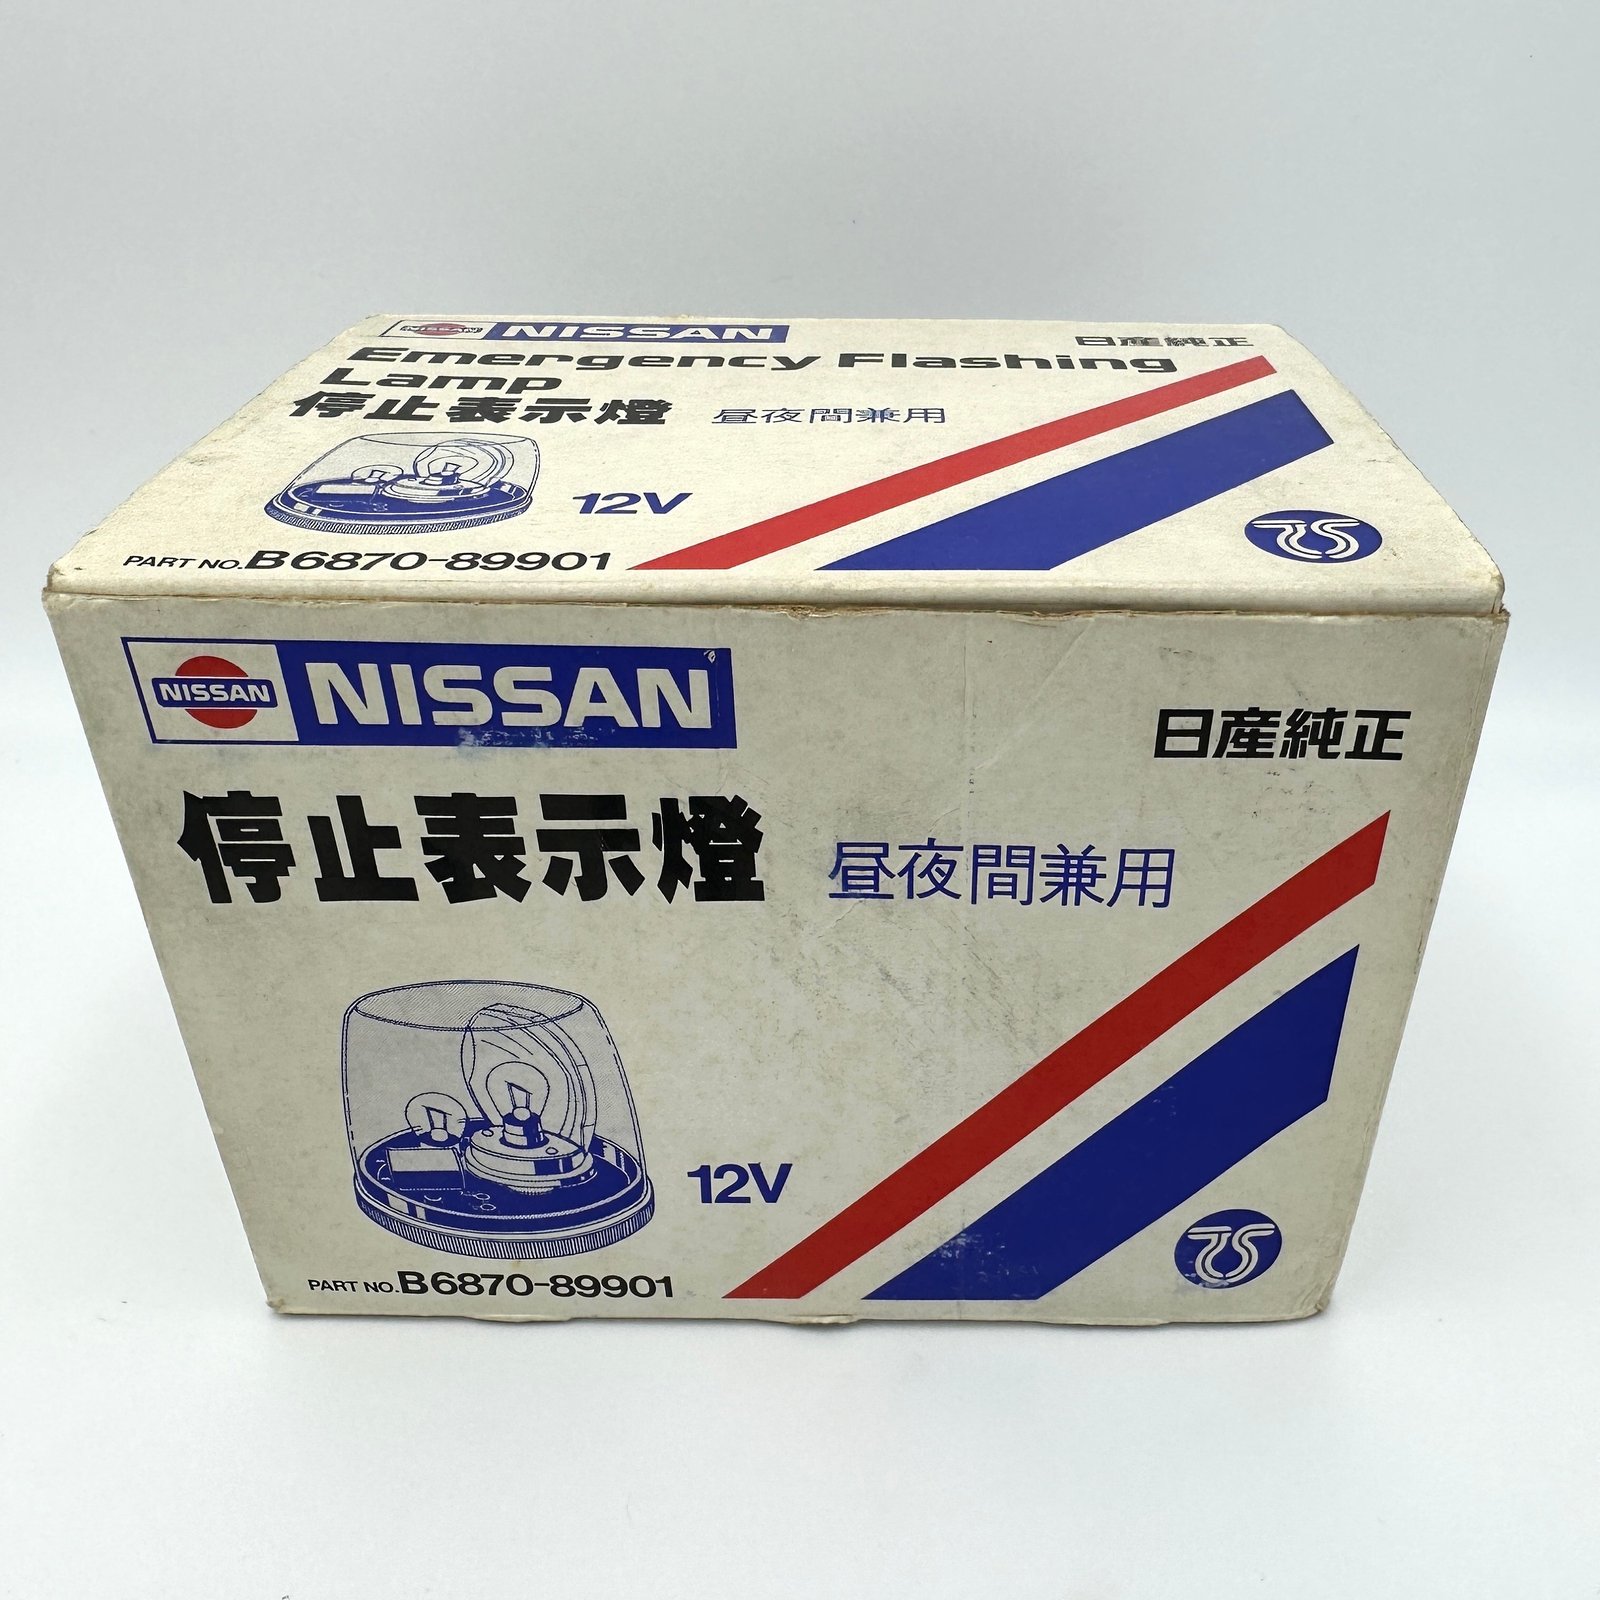 NISSAN NISSAN
日産純正
Emergency Flashing
Lamp
停止表示燈 昼夜間兼用
12V
PART NO. B6870-89901
NISSAN NISSAN
日産純正
停止表示燈 昼夜間兼用
12V
PART NO. B6870-89901